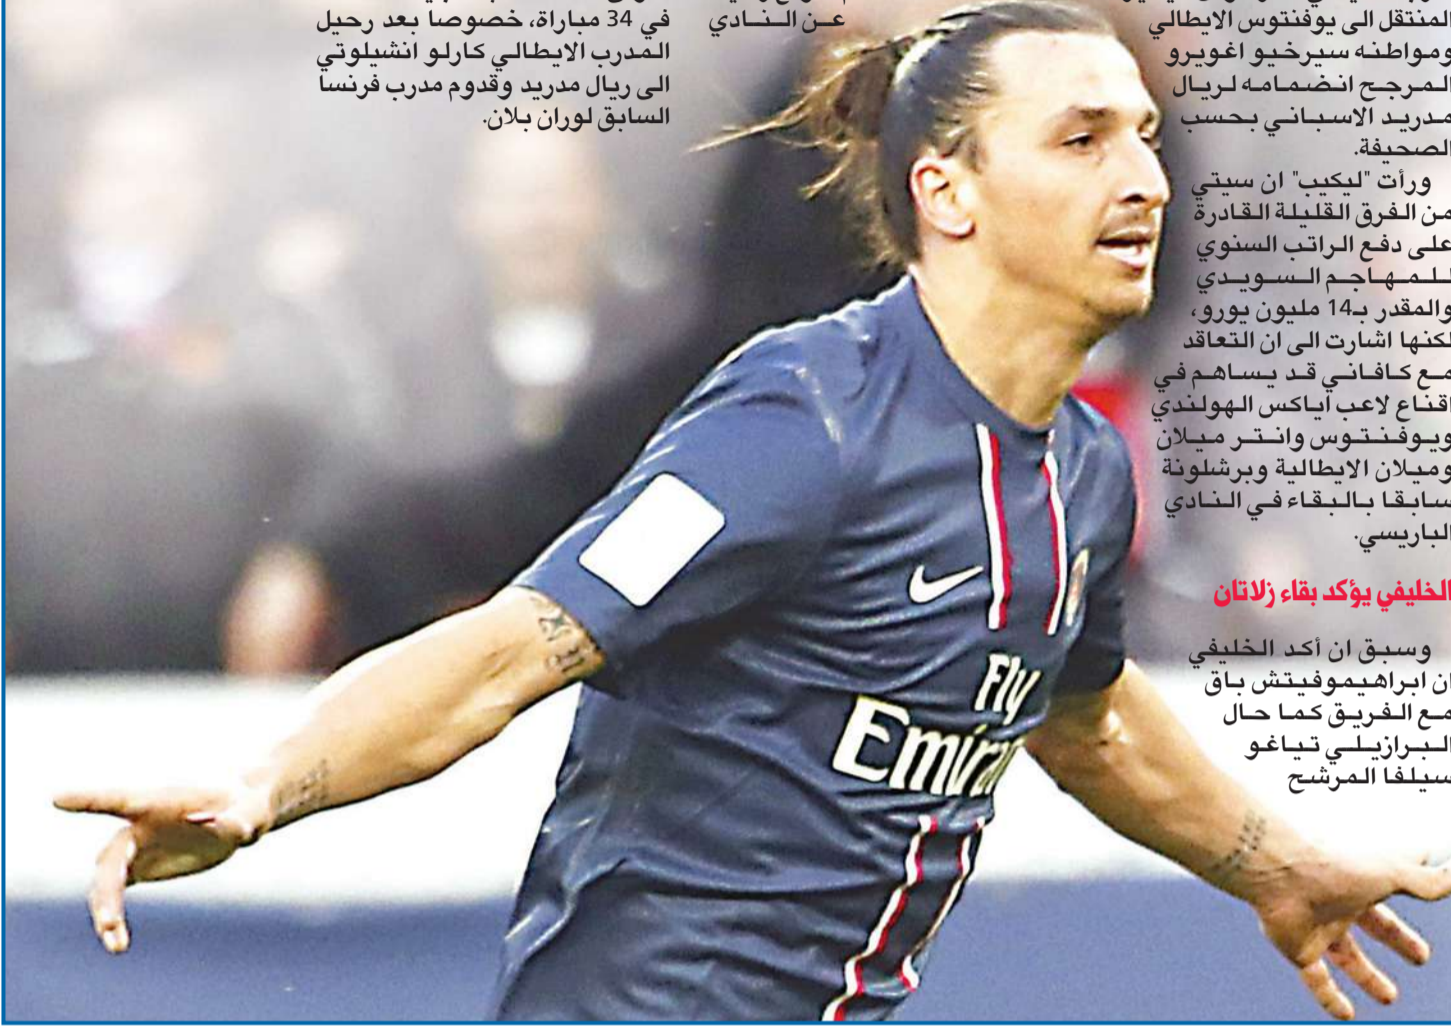 المنتقل الى يوفنتوس الايطالي
ومواطنه سيرخيو اغويرو
المرجح انضمامه لريال
مدريد الاسباني بحسب
الصحيفة.
ورأت "ليكيب" ان سيتي
من الفرق القليلة القادرة
على دفع الراتب السنوي
للمهاجم السويدي
والمقدر بـ14 مليون يورو،
لكنها اشارت الى ان التعاقد
مع كافاني قد يساهم في
اقناع لاعب اياكس الهولندي
ويوفنتوس وانتر ميلان
وميلان الايطالية وبرشلونة
سابقا بالبقاء في النادي
الباريسي.
الخليفي يؤكد بقاء زلاتان
وسبق ان أكد الخليفي
ان ابراهيموفيتش باق
مع الفريق كما حال
البرازيلي تياغو
سيلفا المرشح
عن النادي
في 34 مباراة، خصوصا بعد رحيل
المدرب الايطالي كارلو انشيلوتي
الى ريال مدريد وقدوم مدرب فرنسا
السابق لوران بلان.
Fly
Emira